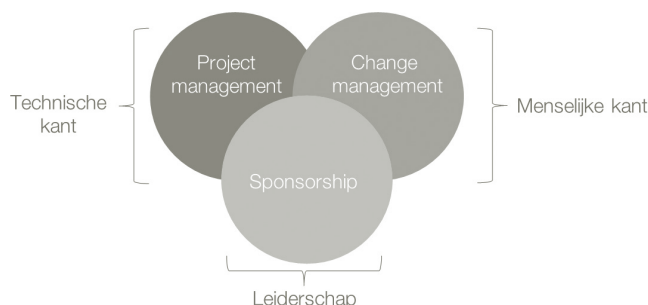 Project
management
Change
management
Technische
kant
Menselijke kant
Sponsorship
Leiderschap